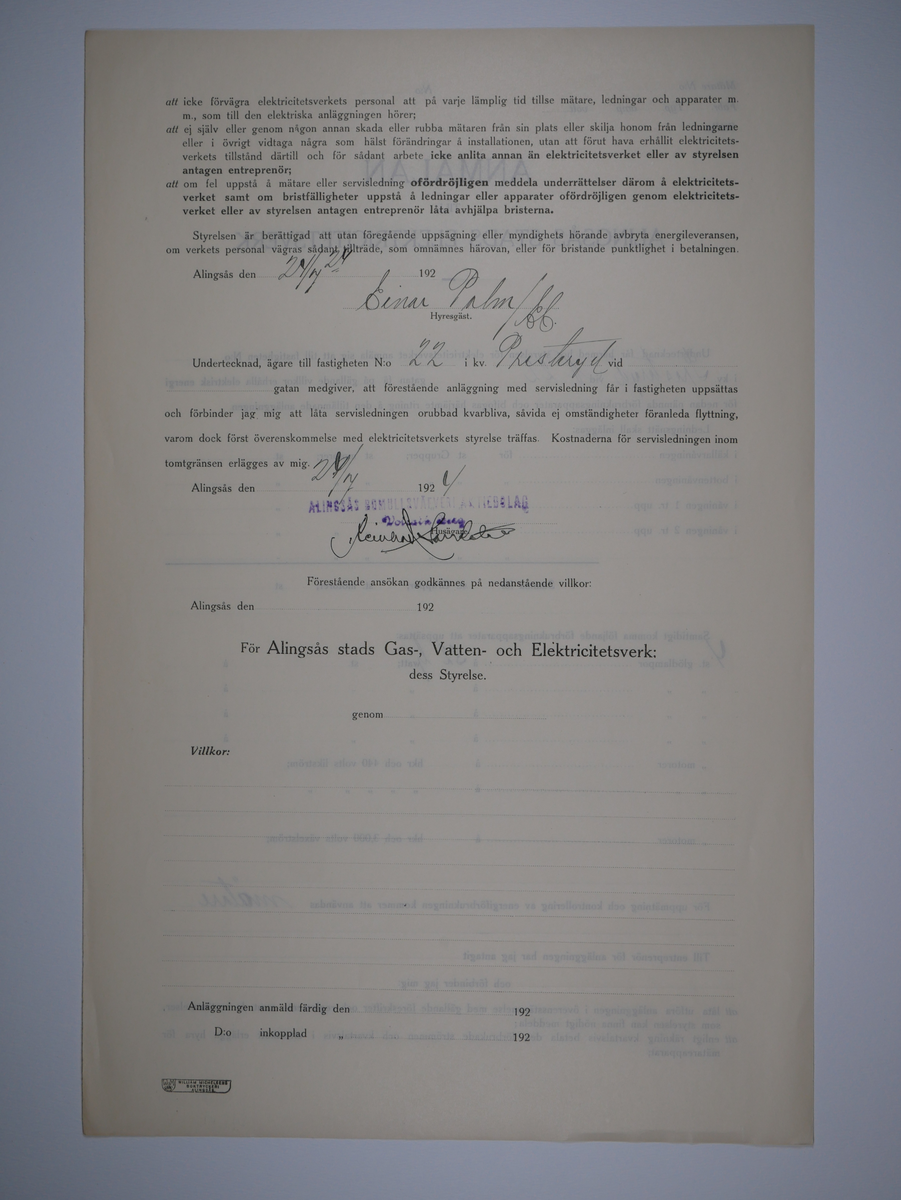 att icke förvägra elektricitetsverkets personal att på varje lämplig tid tillse mätare, ledningar och apparater m.
m., som till den elektriska anläggningen hörer;
att ej själv eller genom någon annan skada eller rubba mätaren från sin plats eller skilja honom från ledningarne
eller i övrigt vidtaga några som hälst förändringar å installationen, utan att förut hava erhållit elektricitets-
verkets tillstånd därtill och för sådant arbete icke anlita annan än elektricitetsverket eller av styrelsen
antagen entreprenör;
att om fel uppstå å mätare eller servisledning ofördröjligen meddela underrättelser därom å elektricitets-
verket samt om bristfälligheter uppstå å ledningar eller apparater ofördröjligen genom elektricitets-
verket eller av styrelsen antagen entreprenör låta avhjälpa bristerna.
Styrelsen är berättigad att utan föregående uppsägning eller myndighets hörande avbryta energileveransen,
om verkets personal vägras sådant tillträde, som omnämnes härovan, eller för bristande punktlighet i betalningen.
Alingsås den 192
Einar Palm
Hyresgäst.
Undertecknad, ägare till fastigheten N:o 22 i kv. Presteryd vid
gatan medgiver, att förestående anläggning med servisledning får i fastigheten uppsättas
och förbinder jag mig att låta servisledningen orubbad kvarbliva, såvida ej omständigheter föranleda flyttning,
varom dock först överenskommelse med elektricitetsverkets styrelse träffas. Kostnaderna för servisledningen inom
tomtgränsen erlägges av mig.
Alingsås den 192 4
ALINGSÅS BOMULLSVÄVERI AKTIEBOLAG
Husägare
Förestående ansökan godkännes på nedanstående villkor:
Alingsås den 192
För Alingsås stads Gas-, Vatten- och Elektricitetsverk:
dess Styrelse.
genom
Villkor:
Anläggningen anmäld färdig den 192
D:o inkopplad „ 192
WILLIAM MICHELSENS
BOKTRYCKERI
ALINGSÅS